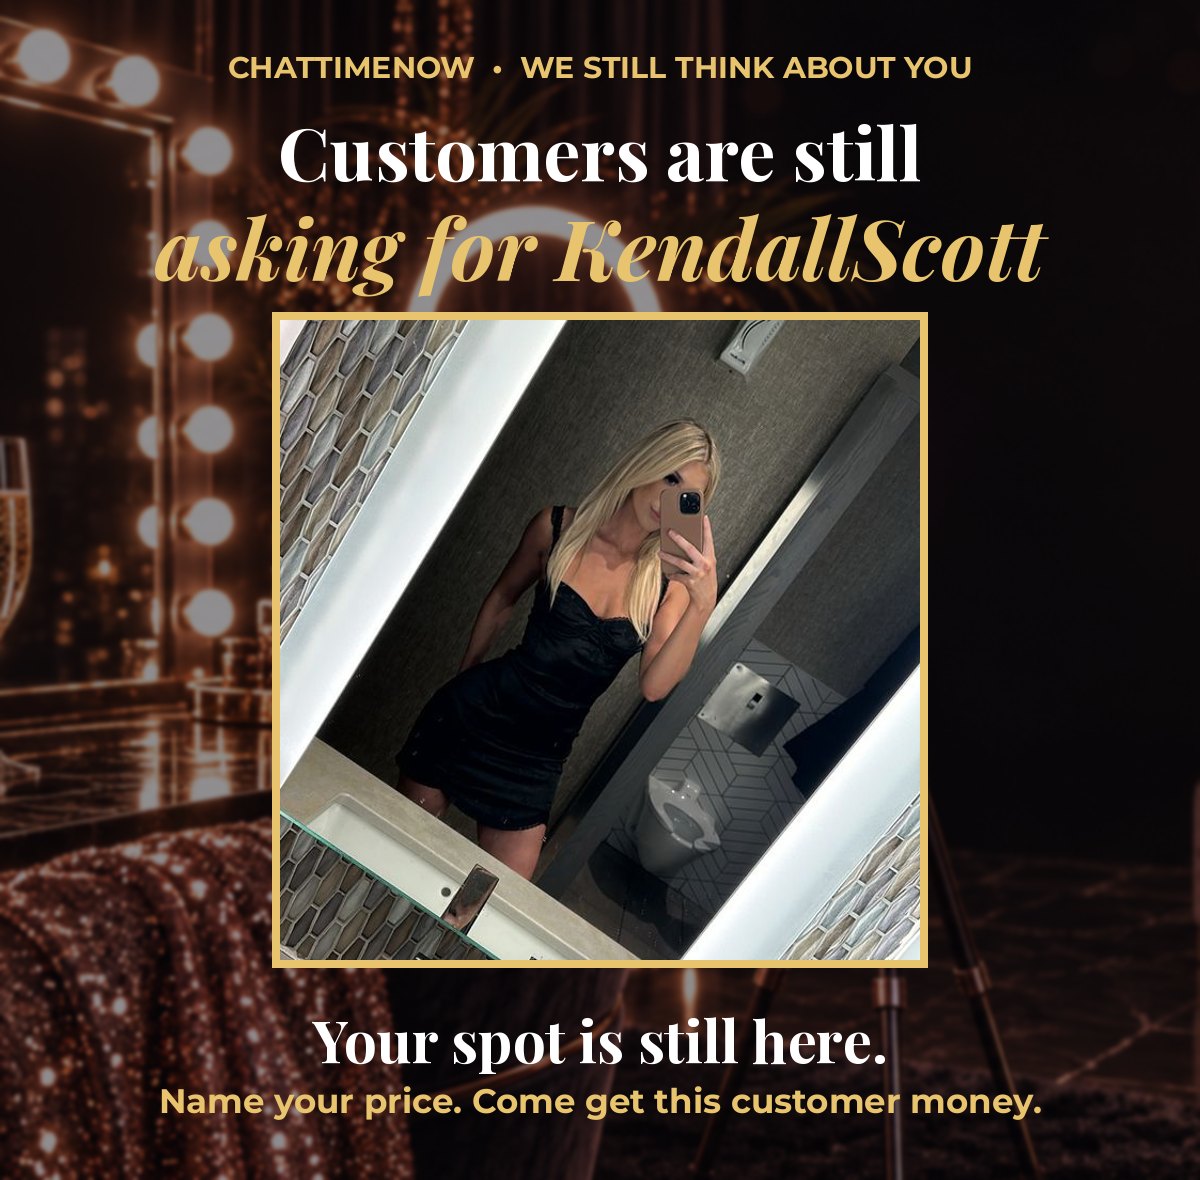 CHATTIMENOW • WE STILL THINK ABOUT YOU
Customers are still
asking for KendallScott
Your spot is still here.
Name your price. Come get this customer money.